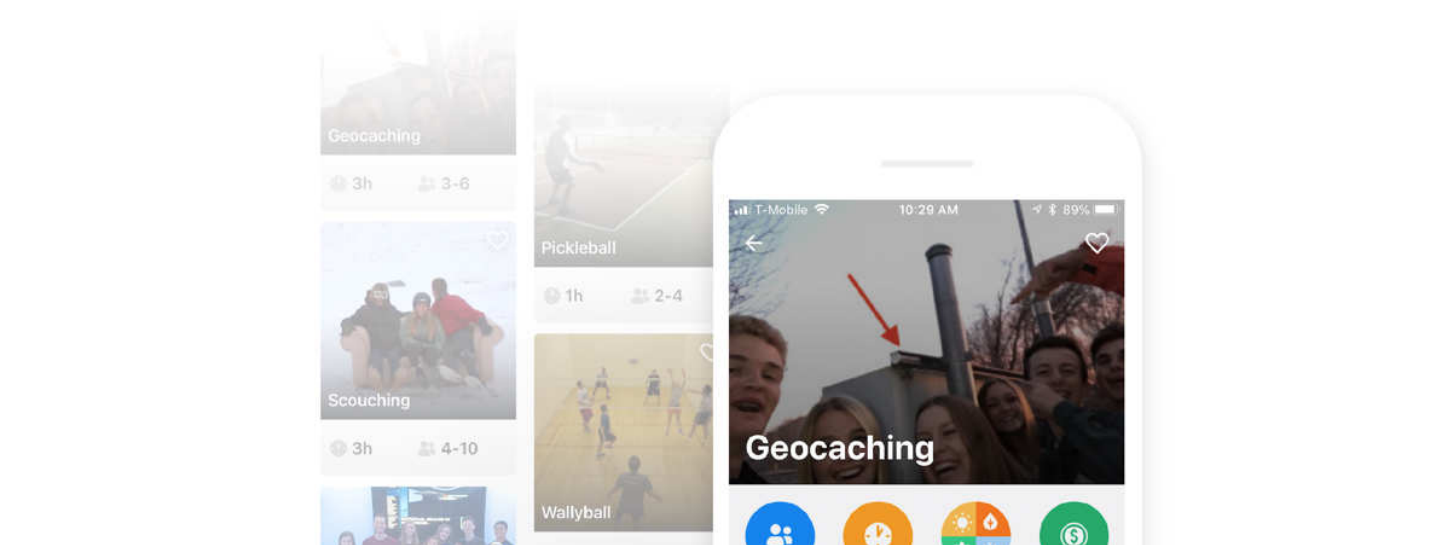 Geocaching
3h 3-6
Scouching
3h 4-10
Pickleball
1h 2-4
Wallyball
T-Mobile 10:29 AM 89%
Geocaching